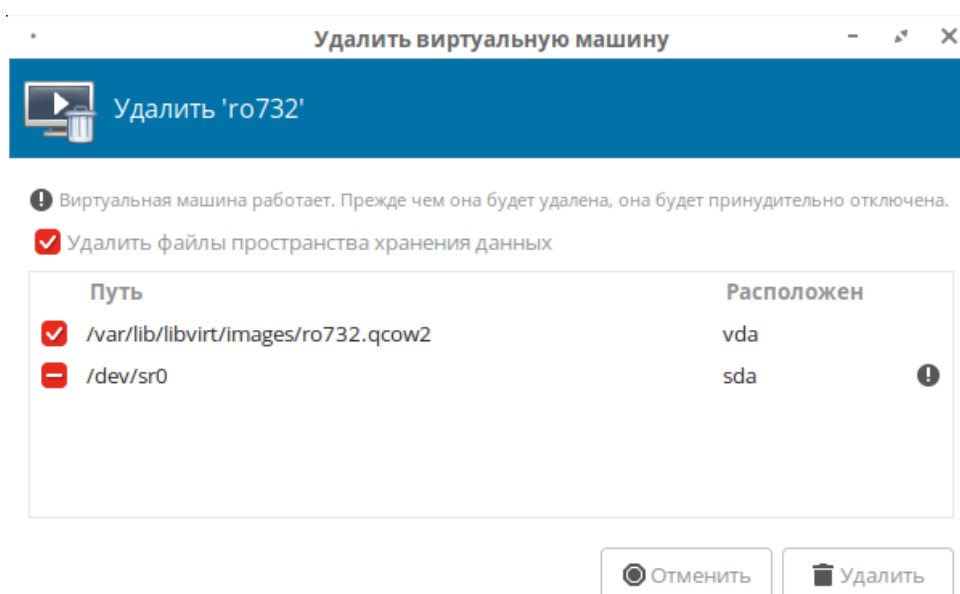 Удалить виртуальную машину
Удалить 'ro732'
Виртуальная машина работает. Прежде чем она будет удалена, она будет принудительно отключена.
Удалить файлы пространства хранения данных
Путь Расположен
/var/lib/libvirt/images/ro732.qcow2 vda
/dev/sr0 sda
Отменить Удалить